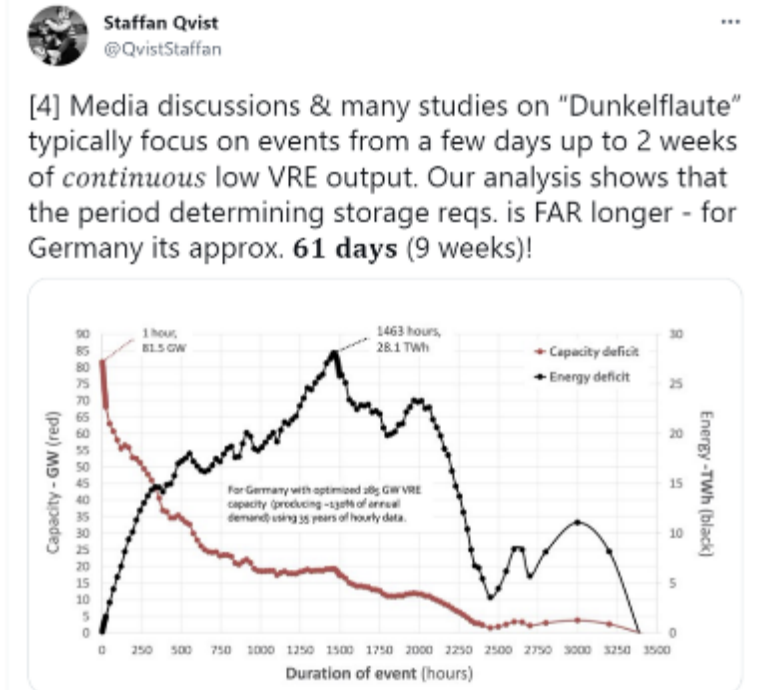 Staffan Qvist
@QvistStaffan
[4] Media discussions & many studies on “Dunkelflaute”
typically focus on events from a few days up to 2 weeks
of continuous low VRE output. Our analysis shows that
the period determining storage reqs. is FAR longer - for
Germany its approx. 61 days (9 weeks)!
1 hour,
81.5 GW
1463 hours,
28.1 TWh
Capacity deficit
Energy deficit
For Germany with optimized 285 GW VRE
capacity (producing ~130% of annual
demand) using 35 years of hourly data.
Capacity - GW (red)
90
85
80
75
70
65
60
55
50
45
40
35
30
25
20
15
10
5
0
Energy -TWh (black)
30
25
20
15
10
5
0
0 250 500 750 1000 1250 1500 1750 2000 2250 2500 2750 3000 3250 3500
Duration of event (hours)